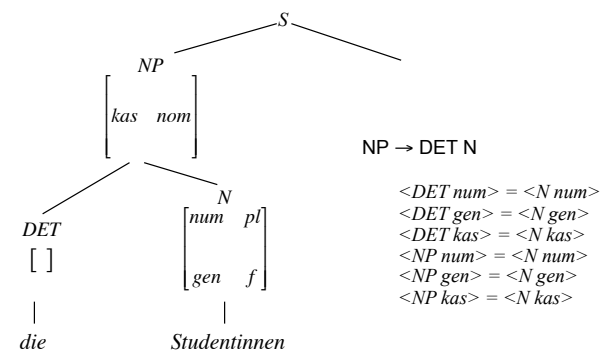 S
NP
kas nom
NP → DET N
N
num pl
<DET num> = <N num>
<DET gen> = <N gen>
DET
<DET kas> = <N kas>
<NP num> = <N num>
[ ]
gen f
<NP gen> = <N gen>
<NP kas> = <N kas>
die Studentinnen